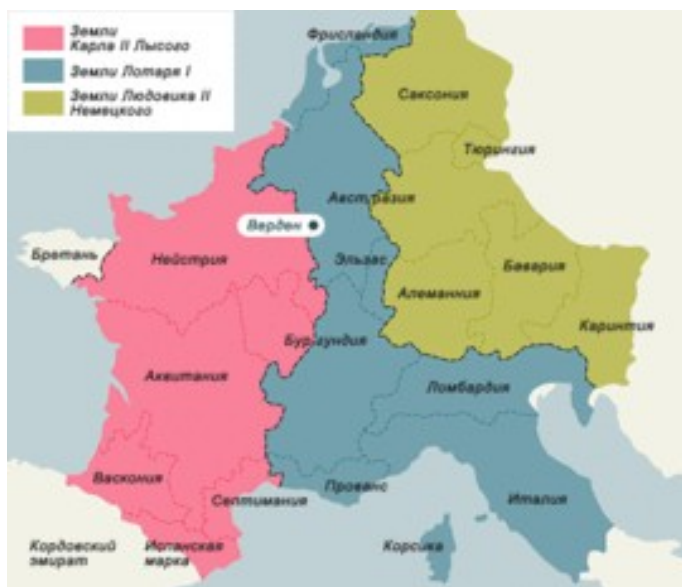 Земли
Карла II Лысого
Земли Лотаря I
Земли Людовика II
Немецкого
Фрисландия
Саксония
Тюрингия
Австразия
Верден
Бретань
Нейстрия
Эльзас
Бавария
Алеманния
Каринтия
Бургундия
Аквитания
Ломбардия
Васкония
Септимания
Прованс
Италия
Кордовский
эмират
Испанская
марка
Корсика